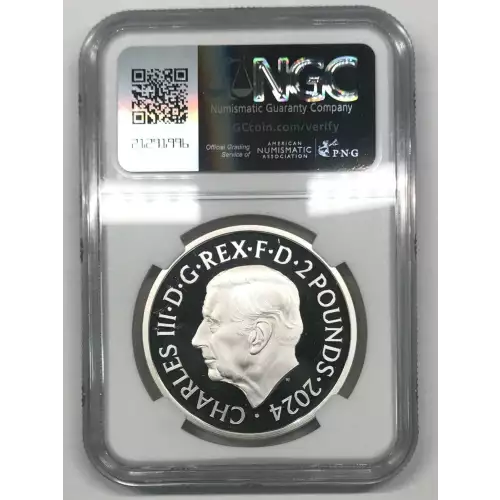 NGC
Numismatic Guaranty Company
NGCcoin.com/verify
21291996
Official Grading
Service of
AMERICAN
NUMISMATIC
ASSOCIATION
PNG
CHARLES III·D·G·REX·F·D·2 POUNDS·2024·